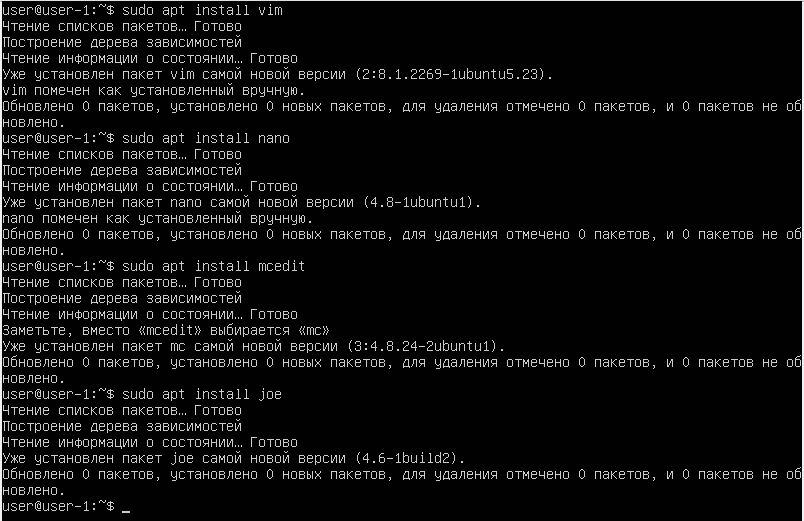 user@user-1:~$ sudo apt install vim
Чтение списков пакетов… Готово
Построение дерева зависимостей
Чтение информации о состоянии… Готово
Уже установлен пакет vim самой новой версии (2:8.1.2269-1ubuntu5.23).
vim помечен как установленный вручную.
Обновлено 0 пакетов, установлено 0 новых пакетов, для удаления отмечено 0 пакетов, и 0 пакетов не об
новлено.
user@user-1:~$ sudo apt install nano
Чтение списков пакетов… Готово
Построение дерева зависимостей
Чтение информации о состоянии… Готово
Уже установлен пакет nano самой новой версии (4.8-1ubuntu1).
nano помечен как установленный вручную.
Обновлено 0 пакетов, установлено 0 новых пакетов, для удаления отмечено 0 пакетов, и 0 пакетов не об
новлено.
user@user-1:~$ sudo apt install mcedit
Чтение списков пакетов… Готово
Построение дерева зависимостей
Чтение информации о состоянии… Готово
Заметьте, вместо «mcedit» выбирается «mc»
Уже установлен пакет mc самой новой версии (3:4.8.24-2ubuntu1).
Обновлено 0 пакетов, установлено 0 новых пакетов, для удаления отмечено 0 пакетов, и 0 пакетов не об
новлено.
user@user-1:~$ sudo apt install joe
Чтение списков пакетов… Готово
Построение дерева зависимостей
Чтение информации о состоянии… Готово
Уже установлен пакет joe самой новой версии (4.6-1build2).
Обновлено 0 пакетов, установлено 0 новых пакетов, для удаления отмечено 0 пакетов, и 0 пакетов не об
новлено.
user@user-1:~$ _